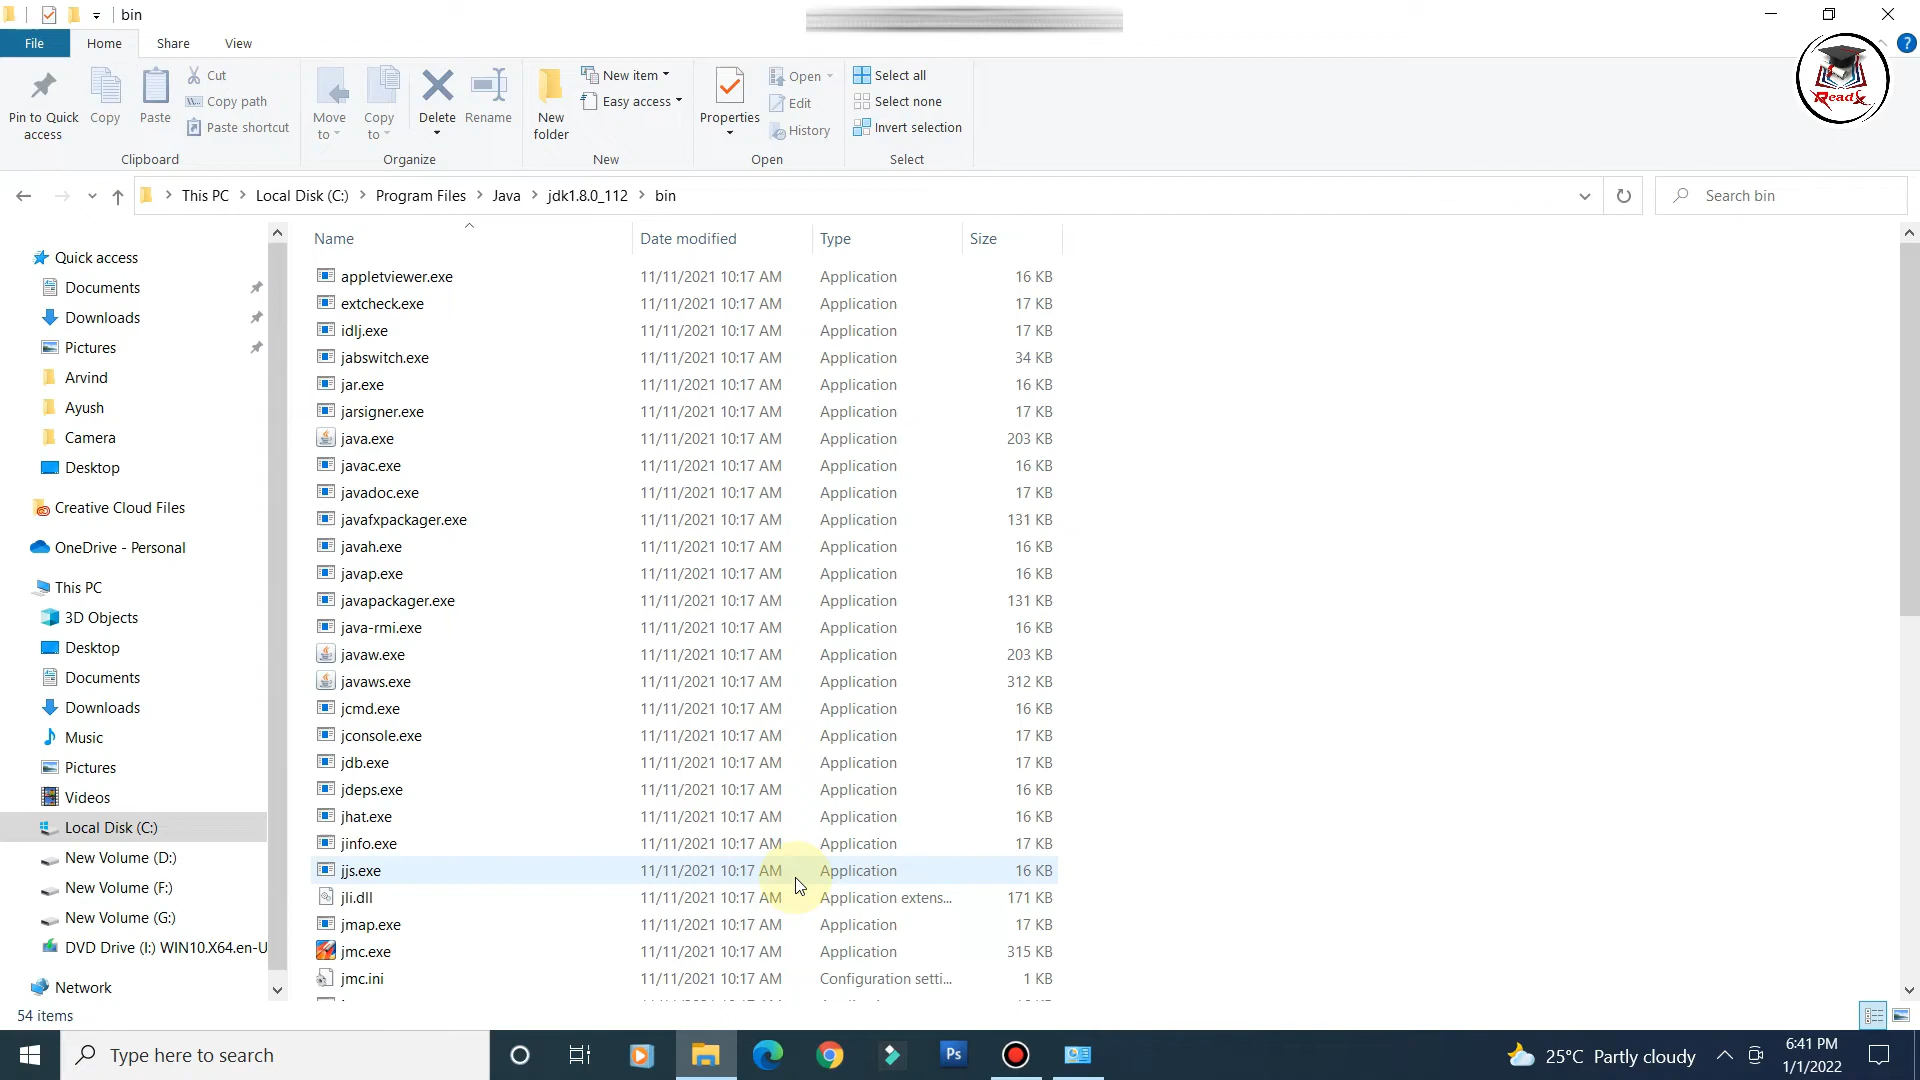 bin
File Home Share View
Pin to Quick access
Copy
Paste
Cut
Copy path
Paste shortcut
Clipboard
Move to
Copy to
Delete
Rename
Organize
New folder
New item
Easy access
New
Properties
Open
Edit
History
Open
Select all
Select none
Invert selection
Select
ReadX
This PC Local Disk (C:) Program Files Java jdk1.8.0_112 bin
Search bin
Quick access
Documents
Downloads
Pictures
Arvind
Ayush
Camera
Desktop
Creative Cloud Files
OneDrive - Personal
This PC
3D Objects
Desktop
Documents
Downloads
Music
Pictures
Videos
Local Disk (C:)
New Volume (D:)
New Volume (F:)
New Volume (G:)
DVD Drive (I:) WIN10.X64.en-U
Network
Name Date modified Type Size
appletviewer.exe 11/11/2021 10:17 AM Application 16 KB
extcheck.exe 11/11/2021 10:17 AM Application 17 KB
idlj.exe 11/11/2021 10:17 AM Application 17 KB
jabswitch.exe 11/11/2021 10:17 AM Application 34 KB
jar.exe 11/11/2021 10:17 AM Application 16 KB
jarsigner.exe 11/11/2021 10:17 AM Application 17 KB
java.exe 11/11/2021 10:17 AM Application 203 KB
javac.exe 11/11/2021 10:17 AM Application 16 KB
javadoc.exe 11/11/2021 10:17 AM Application 17 KB
javafxpackager.exe 11/11/2021 10:17 AM Application 131 KB
javah.exe 11/11/2021 10:17 AM Application 16 KB
javap.exe 11/11/2021 10:17 AM Application 16 KB
javapackager.exe 11/11/2021 10:17 AM Application 131 KB
java-rmi.exe 11/11/2021 10:17 AM Application 16 KB
javaw.exe 11/11/2021 10:17 AM Application 203 KB
javaws.exe 11/11/2021 10:17 AM Application 312 KB
jcmd.exe 11/11/2021 10:17 AM Application 16 KB
jconsole.exe 11/11/2021 10:17 AM Application 17 KB
jdb.exe 11/11/2021 10:17 AM Application 17 KB
jdeps.exe 11/11/2021 10:17 AM Application 16 KB
jhat.exe 11/11/2021 10:17 AM Application 16 KB
jinfo.exe 11/11/2021 10:17 AM Application 17 KB
jjs.exe 11/11/2021 10:17 AM Application 16 KB
jli.dll 11/11/2021 10:17 AM Application extens... 171 KB
jmap.exe 11/11/2021 10:17 AM Application 17 KB
jmc.exe 11/11/2021 10:17 AM Application 315 KB
jmc.ini 11/11/2021 10:17 AM Configuration setti... 1 KB
54 items
Type here to search
Ps
25°C Partly cloudy
6:41 PM
1/1/2022